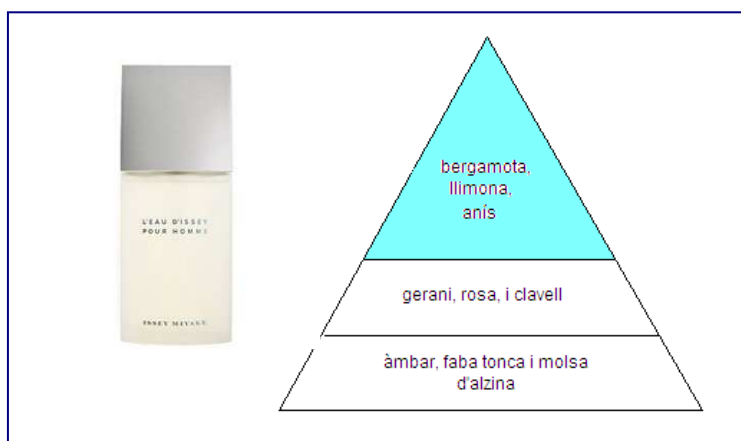 L'EAU D'ISSEY
POUR HOMME
ISSEY MIYAKE
bergamota,
llimona,
anís
gerani, rosa, i clavell
àmbar, faba tonca i molsa
d'alzina